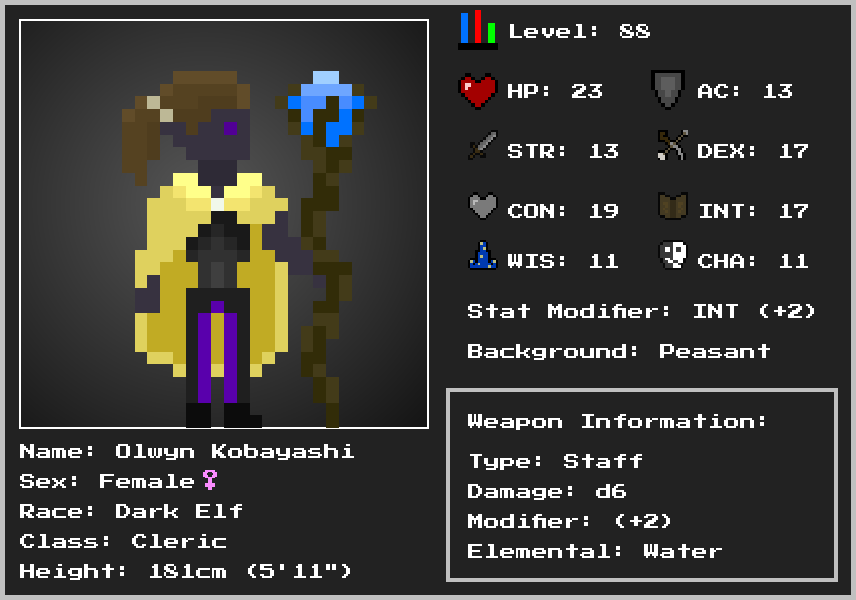 Level: 88
HP: 23
AC: 13
STR: 13
DEX: 17
CON: 19
INT: 17
WIS: 11
CHA: 11
Stat Modifier: INT (+2)
Background: Peasant
Weapon Information:
Type: Staff
Damage: d6
Modifier: (+2)
Elemental: Water
Name: Olwyn Kobayashi
Sex: Female♀
Race: Dark Elf
Class: Cleric
Height: 181cm (5'11")